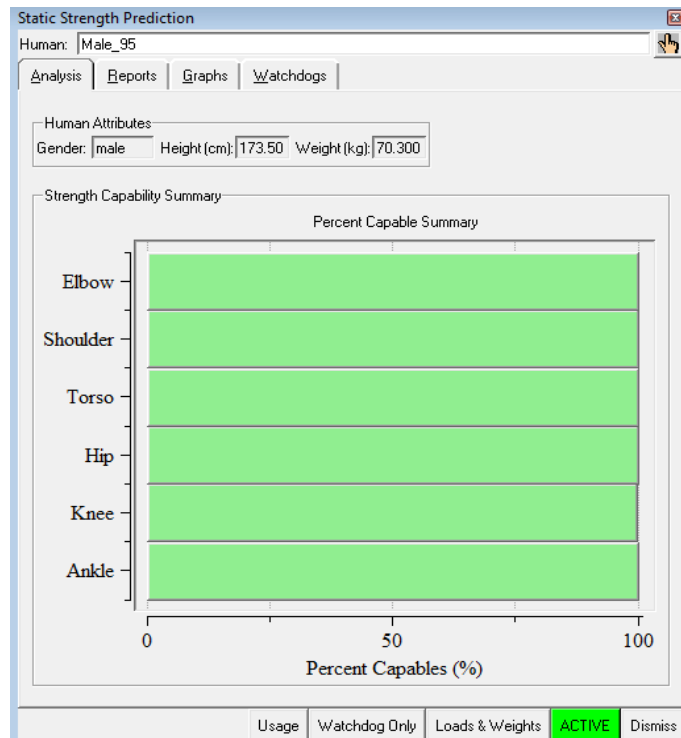 Static Strength Prediction
Human: Male_95
Analysis Reports Graphs Watchdogs
Human Attributes
Gender: male Height (cm): 173.50 Weight (kg): 70.300
Strength Capability Summary
Percent Capable Summary
Elbow
Shoulder
Torso
Hip
Knee
Ankle
0 50 100
Percent Capables (%)
Usage Watchdog Only Loads & Weights ACTIVE Dismiss